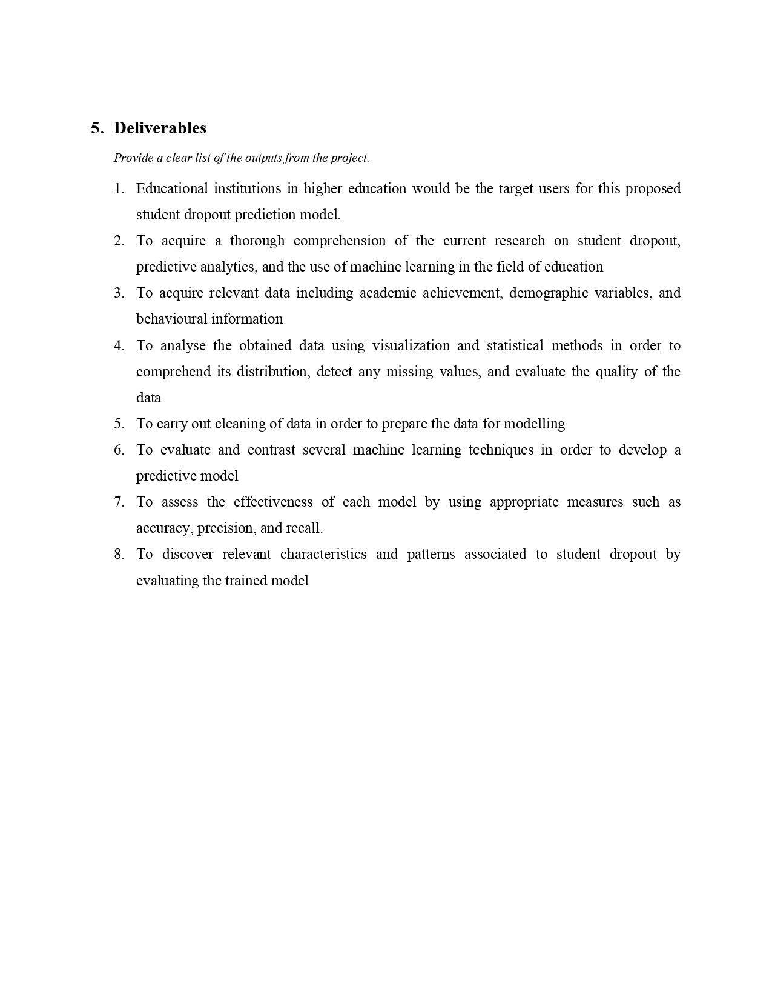 5. Deliverables
Provide a clear list of the outputs from the project.
1. Educational institutions in higher education would be the target users for this proposed
student dropout prediction model.
2. To acquire a thorough comprehension of the current research on student dropout,
predictive analytics, and the use of machine learning in the field of education
3. To acquire relevant data including academic achievement, demographic variables, and
behavioural information
4. To analyse the obtained data using visualization and statistical methods in order to
comprehend its distribution, detect any missing values, and evaluate the quality of the
data
5. To carry out cleaning of data in order to prepare the data for modelling
6. To evaluate and contrast several machine learning techniques in order to develop a
predictive model
7. To assess the effectiveness of each model by using appropriate measures such as
accuracy, precision, and recall.
8. To discover relevant characteristics and patterns associated to student dropout by
evaluating the trained model